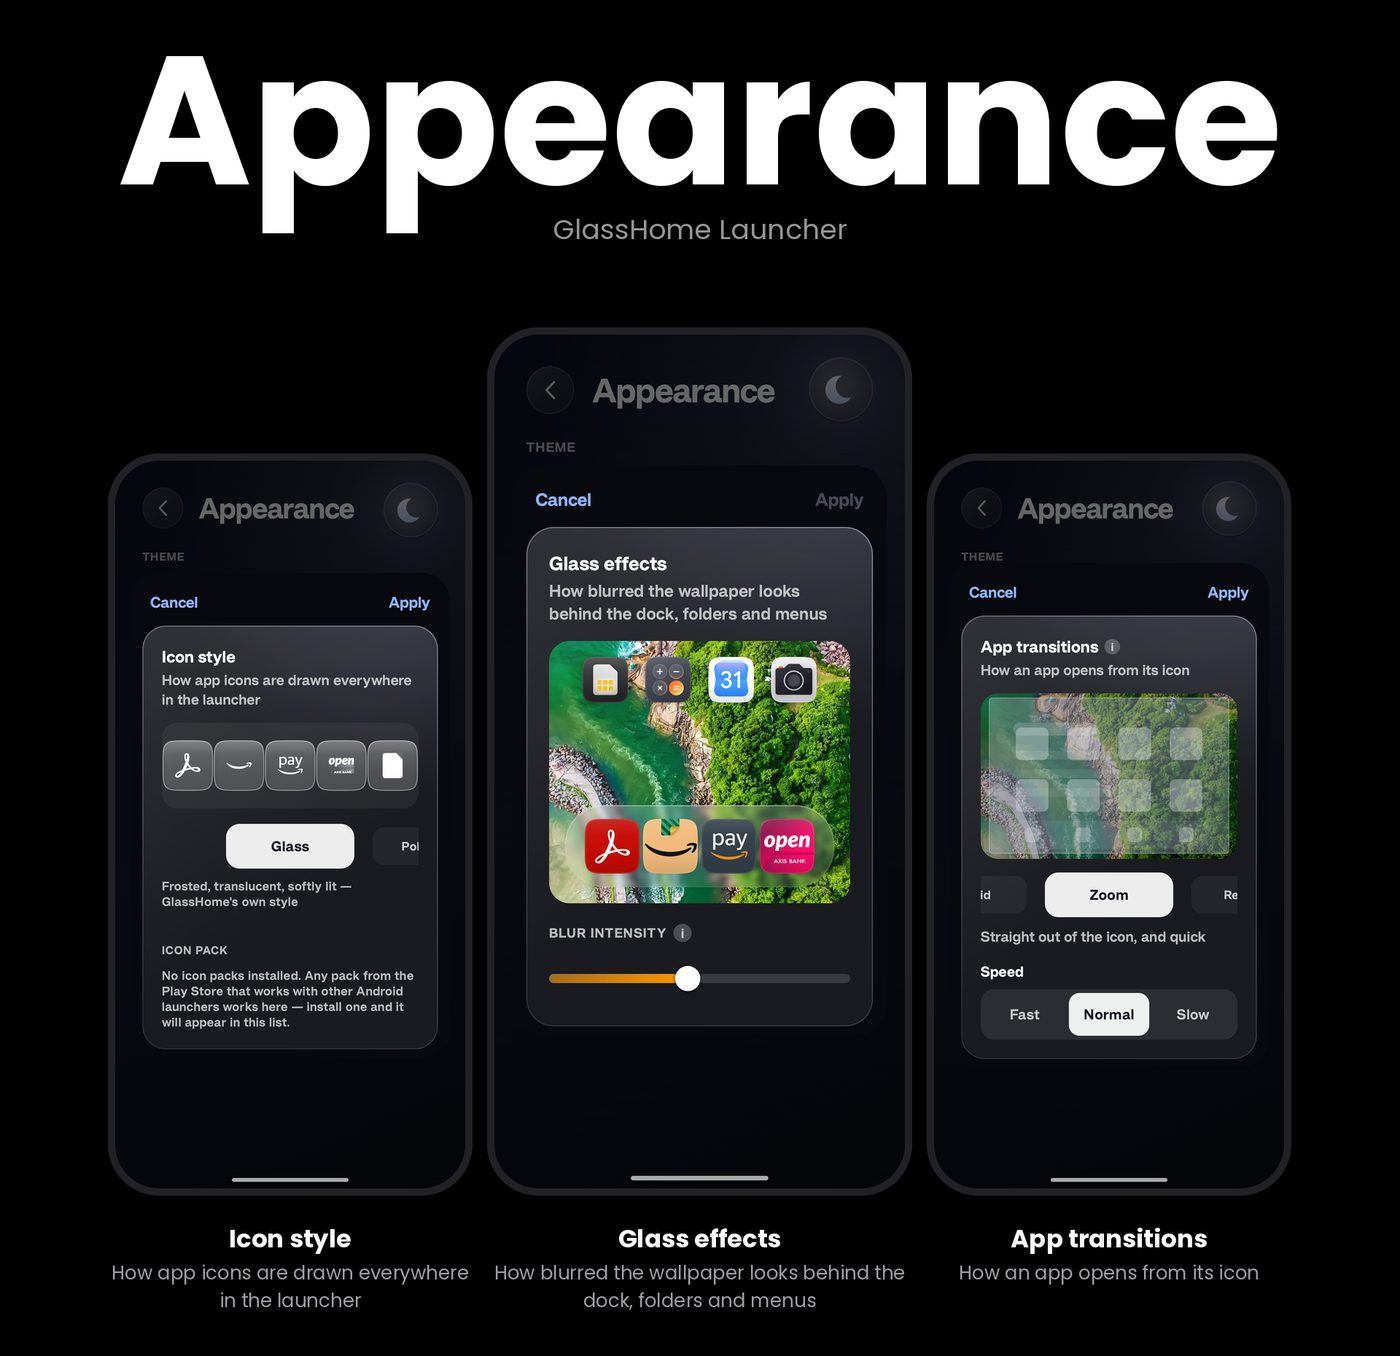 Appearance
GlassHome Launcher
Appearance
THEME
Cancel Apply
Icon style
How app icons are drawn everywhere
in the launcher
pay
open
AXIS BANK
Glass
Pol
Frosted, translucent, softly lit —
GlassHome's own style
ICON PACK
No icon packs installed. Any pack from the
Play Store that works with other Android
launchers works here — install one and it
will appear in this list.
Appearance
THEME
Cancel Apply
Glass effects
How blurred the wallpaper looks
behind the dock, folders and menus
31
pay
open
AXIS BANK
BLUR INTENSITY i
Appearance
THEME
Cancel Apply
App transitions i
How an app opens from its icon
id Zoom Re
Straight out of the icon, and quick
Speed
Fast Normal Slow
Icon style
How app icons are drawn everywhere
in the launcher
Glass effects
How blurred the wallpaper looks behind the
dock, folders and menus
App transitions
How an app opens from its icon